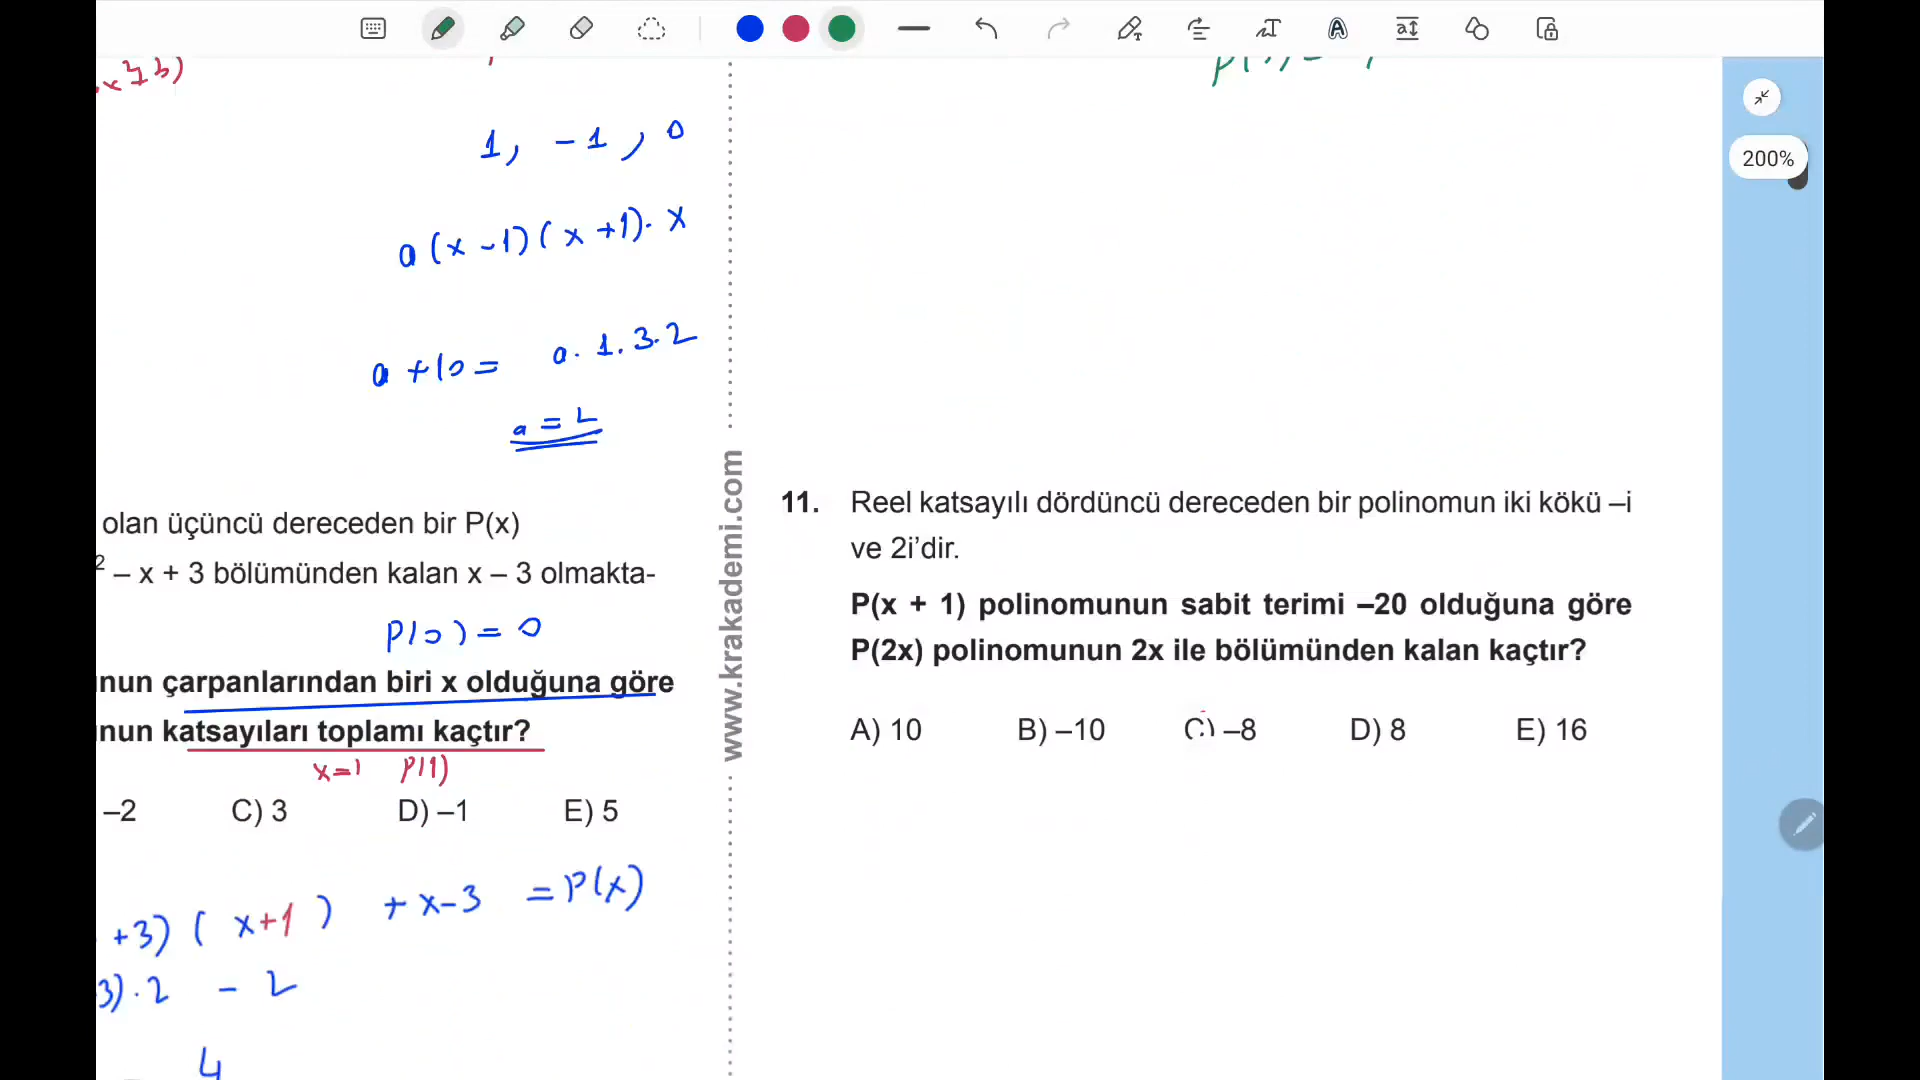 200%
x=3)
1, -1, 0
a(x-1)(x+1).x
a+10= a.1.3.2
a=2
olan üçüncü dereceden bir P(x)
2 – x + 3 bölümünden kalan x – 3 olmakta-
P(0)=0
nun çarpanlarından biri x olduğuna göre
nun katsayıları toplamı kaçtır?
x=1 P(1)
–2 C) 3 D) –1 E) 5
+3)(x+1) +x-3 =P(x)
3).2 - 2
4
www.krakademi.com
11. Reel katsayılı dördüncü dereceden bir polinomun iki kökü –i
ve 2i’dir.
P(x + 1) polinomunun sabit terimi –20 olduğuna göre
P(2x) polinomunun 2x ile bölümünden kalan kaçtır?
A) 10 B) –10 C) –8 D) 8 E) 16